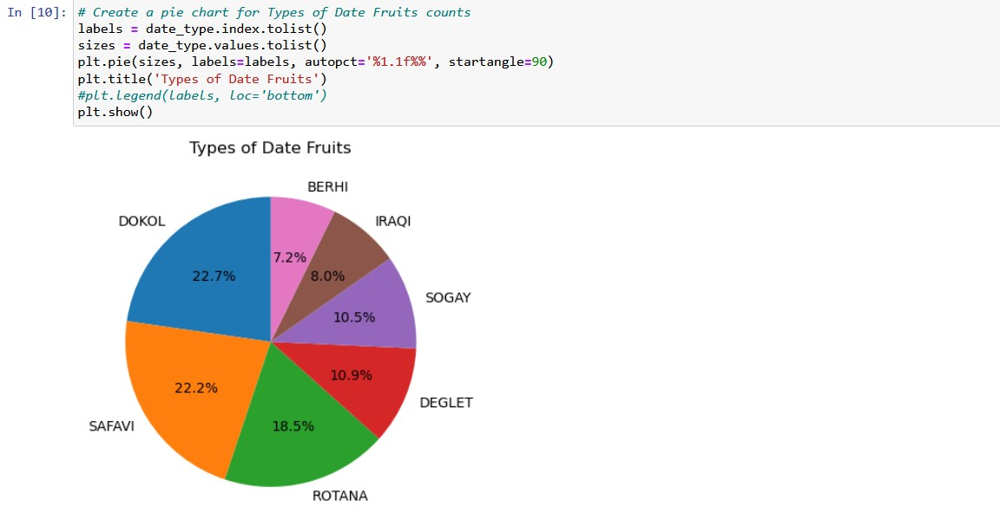 In [10]: # Create a pie chart for Types of Date Fruits counts
labels = date_type.index.tolist()
sizes = date_type.values.tolist()
plt.pie(sizes, labels=labels, autopct='%1.1f%%', startangle=90)
plt.title('Types of Date Fruits')
#plt.legend(labels, loc='bottom')
plt.show()
Types of Date Fruits
BERHI
DOKOL
IRAQI
7.2%
22.7%
8.0%
SOGAY
10.5%
10.9%
22.2%
DEGLET
SAFAVI
18.5%
ROTANA